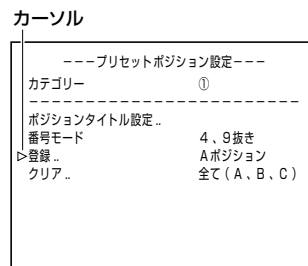 カーソル
−−−プリセットポジション設定−−−
カテゴリー ①
−−−−−−−−−−−−−−−−−−−−−−−−
ポジションタイトル設定‥
番号モード 4、9抜き
▷登録‥ Aポジション
クリア‥ 全て(A、B、C)